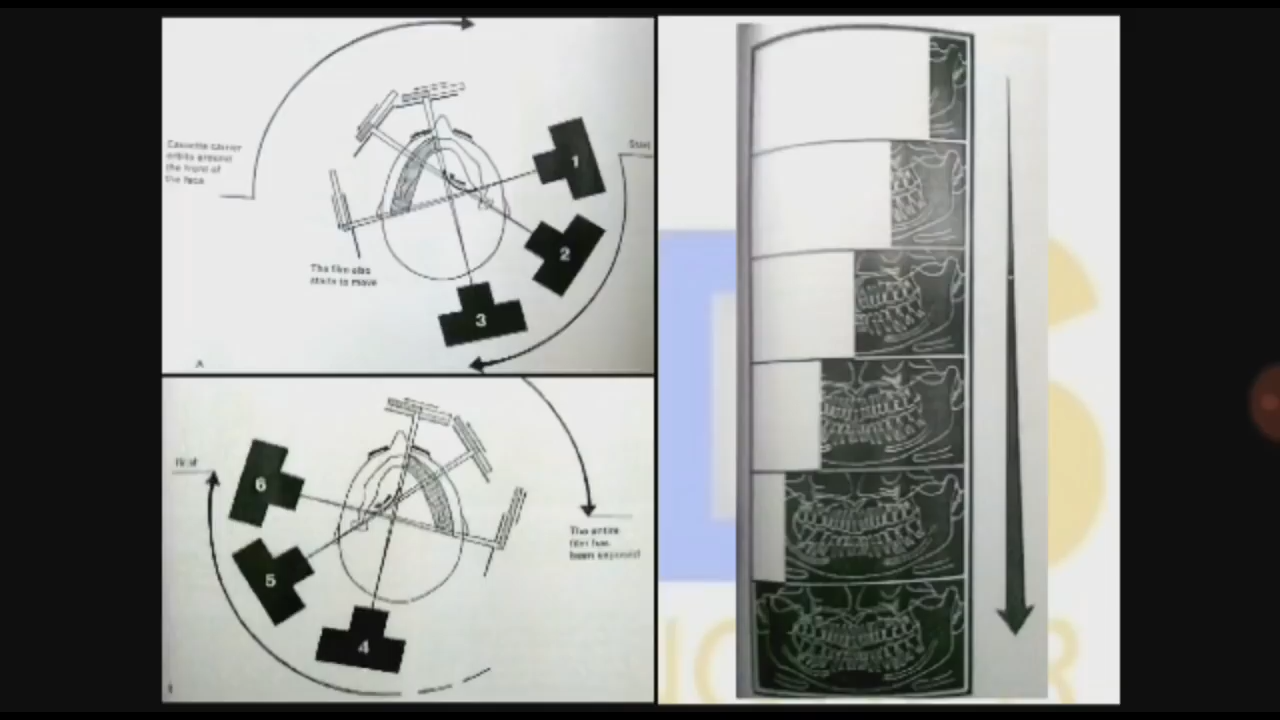 Cassette carrier
orbits around
the front of
the face
Start
1
2
3
The film also
starts to move
A
6
5
4
The entire
film has
been exposed